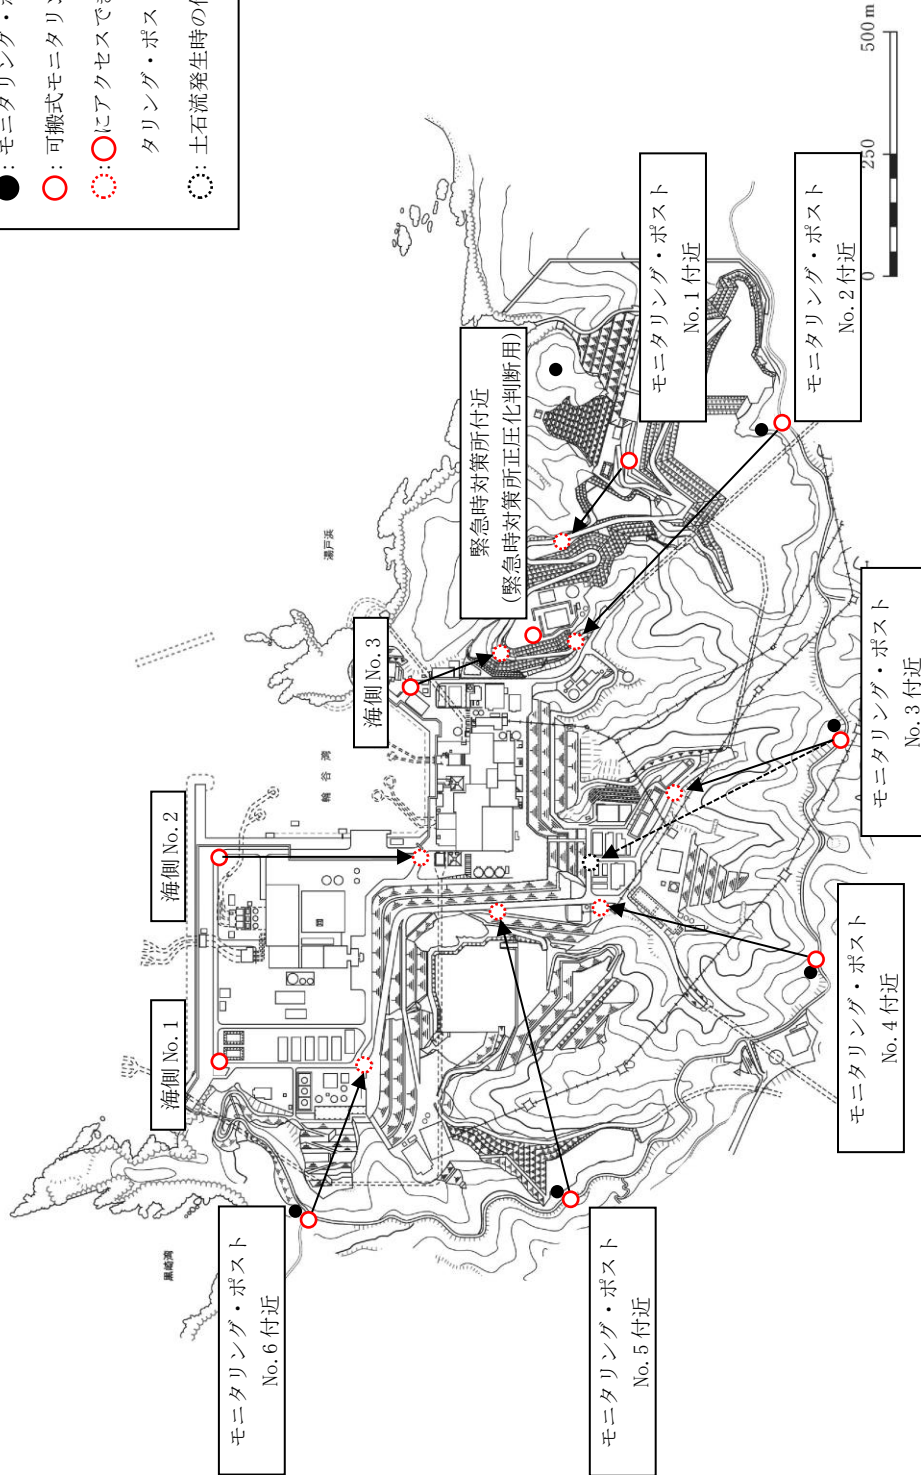 ●：モニタリング・ポ
○：可搬式モニタリン
：○にアクセスでき
タリング・ポス
：土石流発生時の
海側 No.1
海側 No.2
海側 No.3
緊急時対策所付近
(緊急時対策所正圧化判断用)
モニタリング・ポスト
No.1 付近
モニタリング・ポスト
No.2 付近
モニタリング・ポスト
No.3 付近
モニタリング・ポスト
No.4 付近
モニタリング・ポスト
No.5 付近
モニタリング・ポスト
No.6 付近
輪谷湾
0 250 500 m